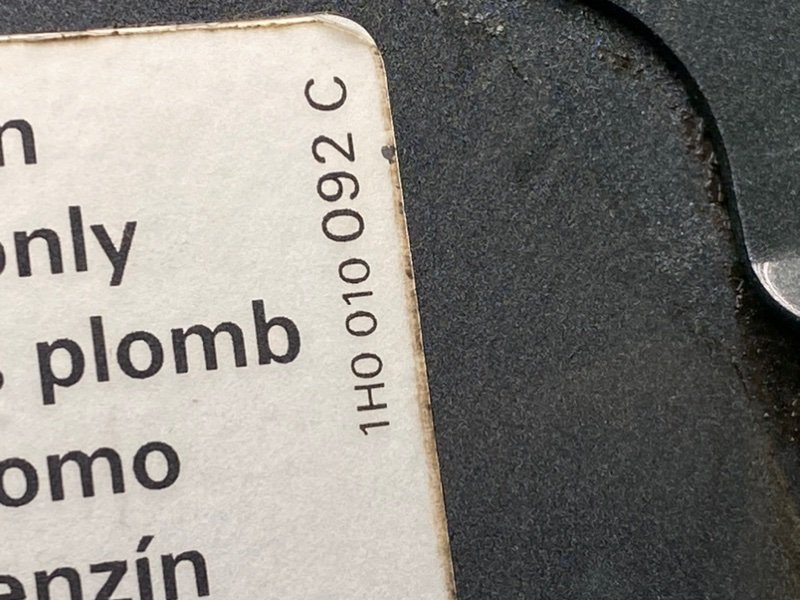 n
only
. plomb
omo
enzín
1H0 010 092 C